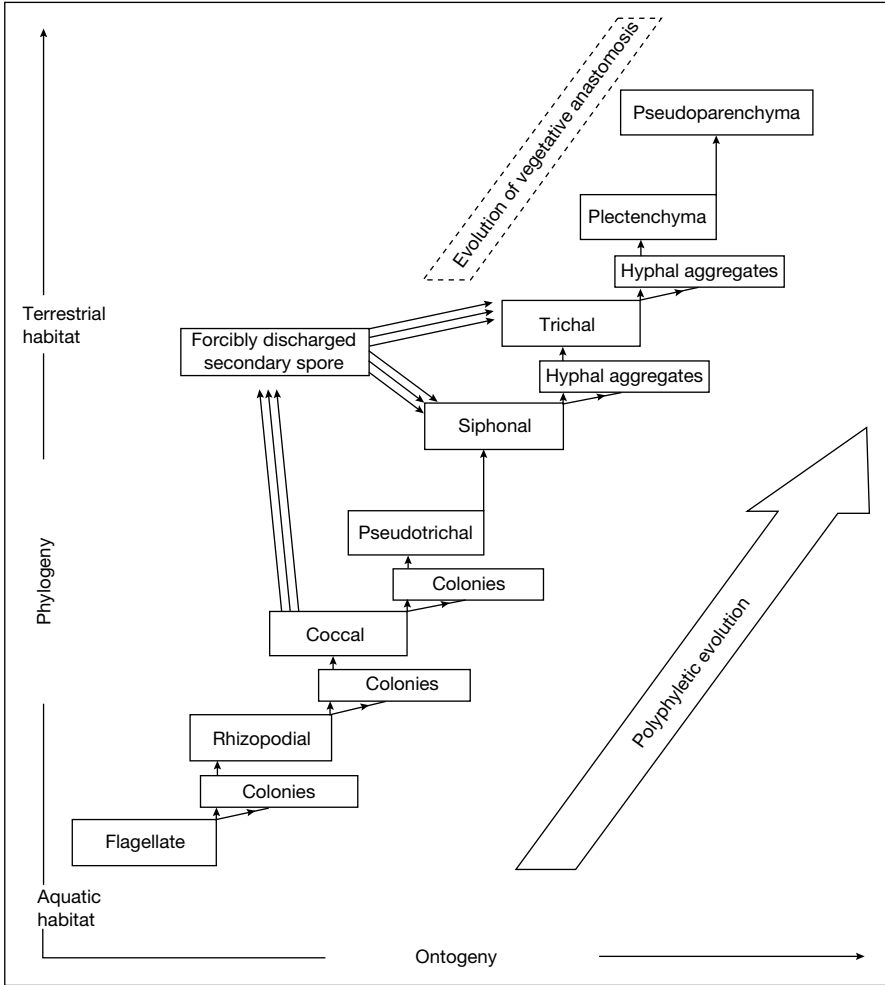 Evolution of vegetative anastomosis
Pseudoparenchyma
Plectenchyma
Hyphal aggregates
Terrestrial
habitat
Forcibly discharged
secondary spore
Trichal
Hyphal aggregates
Siphonal
Pseudotrichal
Colonies
Phylogeny
Coccal
Colonies
Polyphyletic evolution
Rhizopodial
Colonies
Flagellate
Aquatic
habitat
Ontogeny